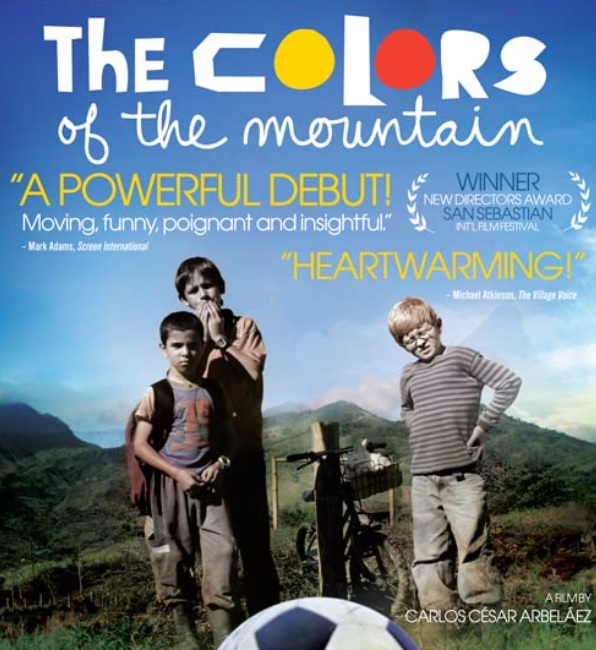 The COLORS
of the mountain
"A POWERFUL DEBUT!
Moving, funny, poignant and insightful."
- Mark Adams, Screen International
WINNER
NEW DIRECTORS AWARD
SAN SEBASTIAN
INT'L FILM FESTIVAL
"HEARTWARMING!"
- Michael Atkinson, The Village Voice
A FILM BY
CARLOS CÉSAR ARBELÁEZ